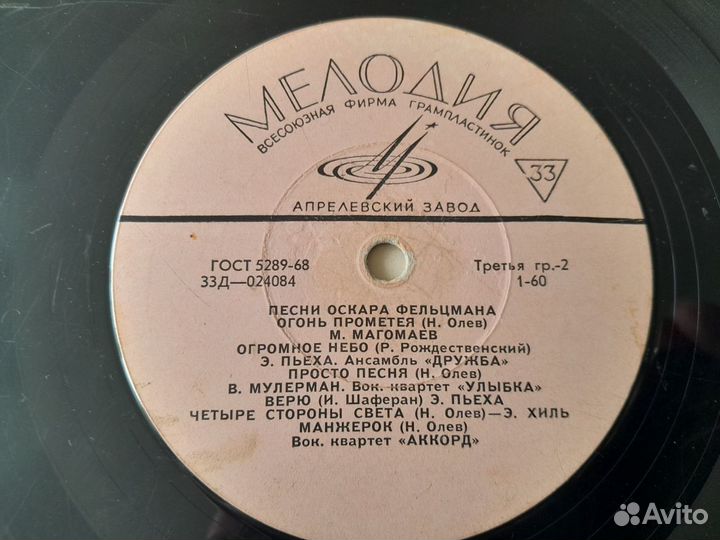 МЕЛОДИЯ
ВСЕСОЮЗНАЯ ФИРМА ГРАМПЛАСТИНОК
33
АПРЕЛЕВСКИЙ ЗАВОД
ГОСТ 5289-68 Третья гр.-2
33Д—024084 1-60
ПЕСНИ ОСКАРА ФЕЛЬЦМАНА
ОГОНЬ ПРОМЕТЕЯ (Н. Олев)
М. МАГОМАЕВ
ОГРОМНОЕ НЕБО (Р. Рождественский)
Э. ПЬЕХА. Ансамбль «ДРУЖБА»
ПРОСТО ПЕСНЯ (Н. Олев)
В. МУЛЕРМАН. Вок. квартет «УЛЫБКА»
ВЕРЮ (И. Шаферан) Э. ПЬЕХА
ЧЕТЫРЕ СТОРОНЫ СВЕТА (Н. Олев)—Э. ХИЛЬ
МАНЖЕРОК (Н. Олев)
Вок. квартет «АККОРД»
Avito